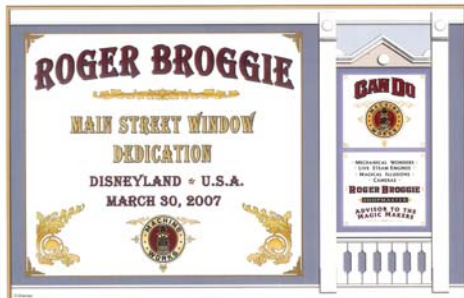 ROGER BROGGIE
MAIN STREET WINDOW
DEDICATION
DISNEYLAND U.S.A.
MARCH 30, 2007
MACHINE
WORKS
CAN DO
MACHINE
WORKS
· MECHANICAL WONDERS ·
· LIVE STEAM ENGINES ·
· MAGICAL ILLUSIONS ·
· CAMERAS ·
ROGER BROGGIE
SHOPMASTER
ADVISOR TO THE
MAGIC MAKERS
© Disney